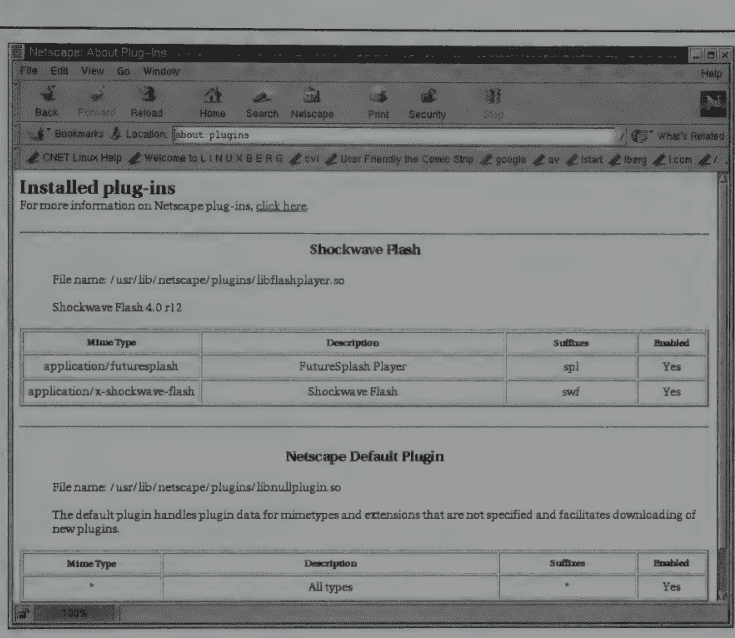 Netscape: About Plug-Ins
File Edit View Go Window Help
Back Forward Reload Home Search Netscape Print Security Stop
Bookmarks Location: about:plugins What's Related
CNET Linux Help Welcome to L I N U X B E R G cvl User Friendly the Comic Strip google av lstart lberg l.com
Installed plug-ins
For more information on Netscape plug-ins, click here.
Shockwave Flash
File name: /usr/lib/netscape/plugins/libflashplayer.so
Shockwave Flash 4.0 r12
Mime Type Description Suffixes Enabled
application/futuresplash FutureSplash Player spl Yes
application/x-shockwave-flash Shockwave Flash swf Yes
Netscape Default Plugin
File name: /usr/lib/netscape/plugins/libnullplugin.so
The default plugin handles plugin data for mimetypes and extensions that are not specified and facilitates downloading of
new plugins.
Mime Type Description Suffixes Enabled
* All types * Yes
100%